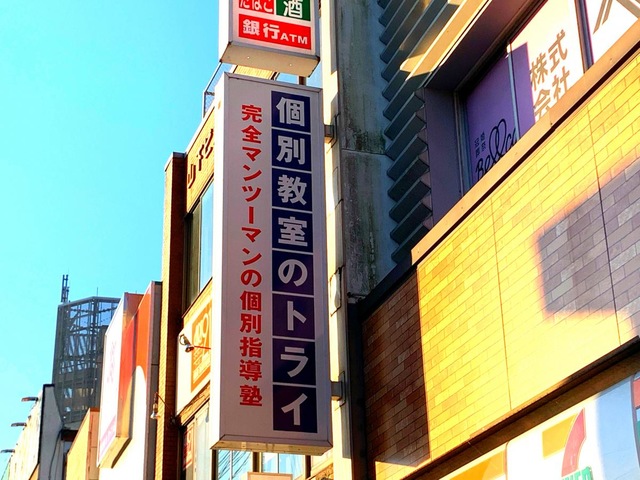 たばこ
酒
銀行ATM
個別教室のトライ
完全マンツーマンの個別指導塾
株式
会社
Bella